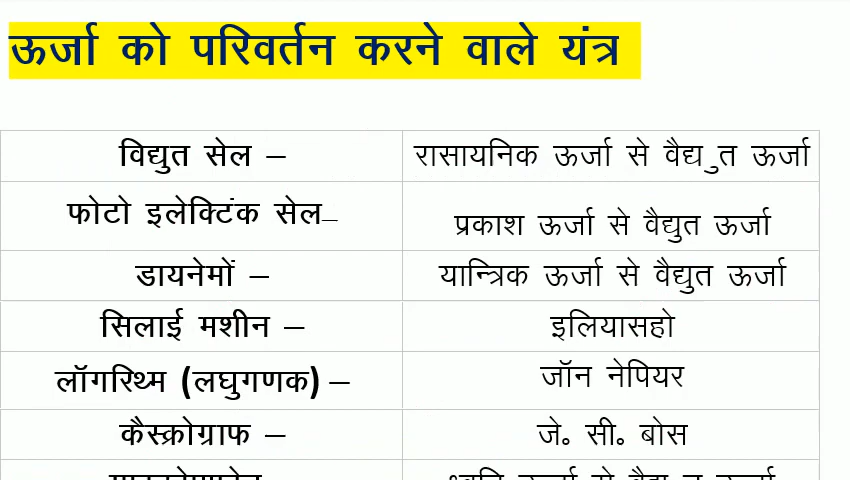 ऊर्जा को परिवर्तन करने वाले यंत्र
विद्युत सेल – रासायनिक ऊर्जा से वैद्य ुत ऊर्जा
फोटो इलेक्टिंक सेल– प्रकाश ऊर्जा से वैद्युत ऊर्जा
डायनेमों – यान्त्रिक ऊर्जा से वैद्युत ऊर्जा
सिलाई मशीन – इलियासहो
लॉगरिथ्म (लघुगणक) – जॉन नेपियर
कैस्क्रोग्राफ – जे. सी. बोस